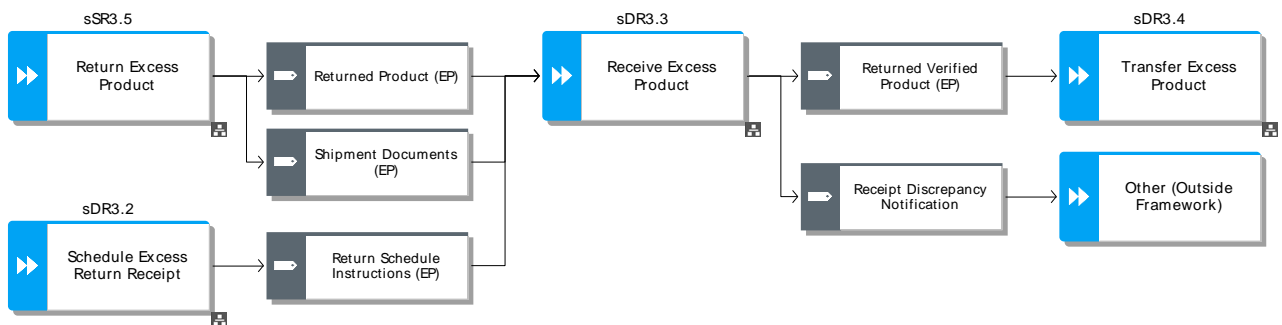 sSR3.5
Return Excess
Product
Returned Product (EP)
Shipment Documents
(EP)
sDR3.2
Schedule Excess
Return Receipt
Return Schedule
Instructions (EP)
sDR3.3
Receive Excess
Product
Returned Verified
Product (EP)
Receipt Discrepancy
Notification
sDR3.4
Transfer Excess
Product
Other (Outside
Framework)